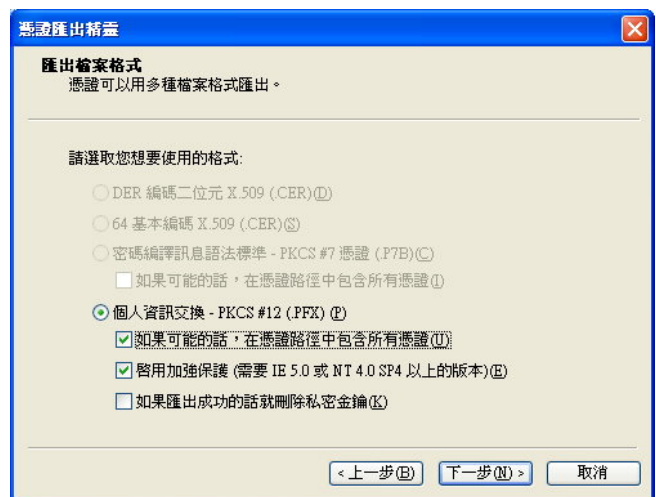 憑證匯出精靈
匯出檔案格式
憑證可以用多種檔案格式匯出。
請選取您想要使用的格式:
DER 編碼二位元 X.509 (.CER)(D)
64 基本編碼 X.509 (.CER)(S)
密碼編譯訊息語法標準 - PKCS #7 憑證 (.P7B)(C)
如果可能的話，在憑證路徑中包含所有憑證(I)
個人資訊交換 - PKCS #12 (.PFX) (P)
如果可能的話，在憑證路徑中包含所有憑證(U)
啓用加強保護 (需要 IE 5.0 或 NT 4.0 SP4 以上的版本)(E)
如果匯出成功的話就刪除私密金鑰(K)
<上一步(B) 下一步(N)> 取消